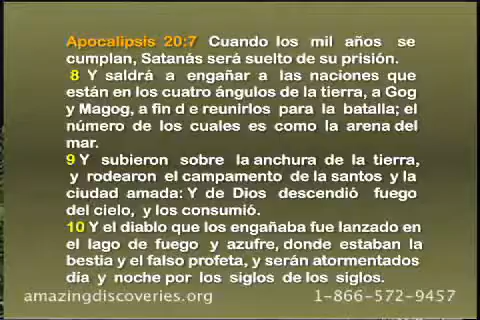 Apocalipsis 20:7 Cuando los mil años se
cumplan, Satanás será suelto de su prisión.
8 Y saldrá a engañar a las naciones que
están en los cuatro ángulos de la tierra, a Gog
y Magog, a fin d e reunirlos para la batalla; el
número de los cuales es como la arena del
mar.
9 Y subieron sobre la anchura de la tierra,
y rodearon el campamento de la santos y la
ciudad amada: Y de Dios descendió fuego
del cielo, y los consumió.
10 Y el diablo que los engañaba fue lanzado en
el lago de fuego y azufre, donde estaban la
bestia y el falso profeta, y serán atormentados
día y noche por los siglos de los siglos.
amazingdiscoveries.org 1-866-572-9457